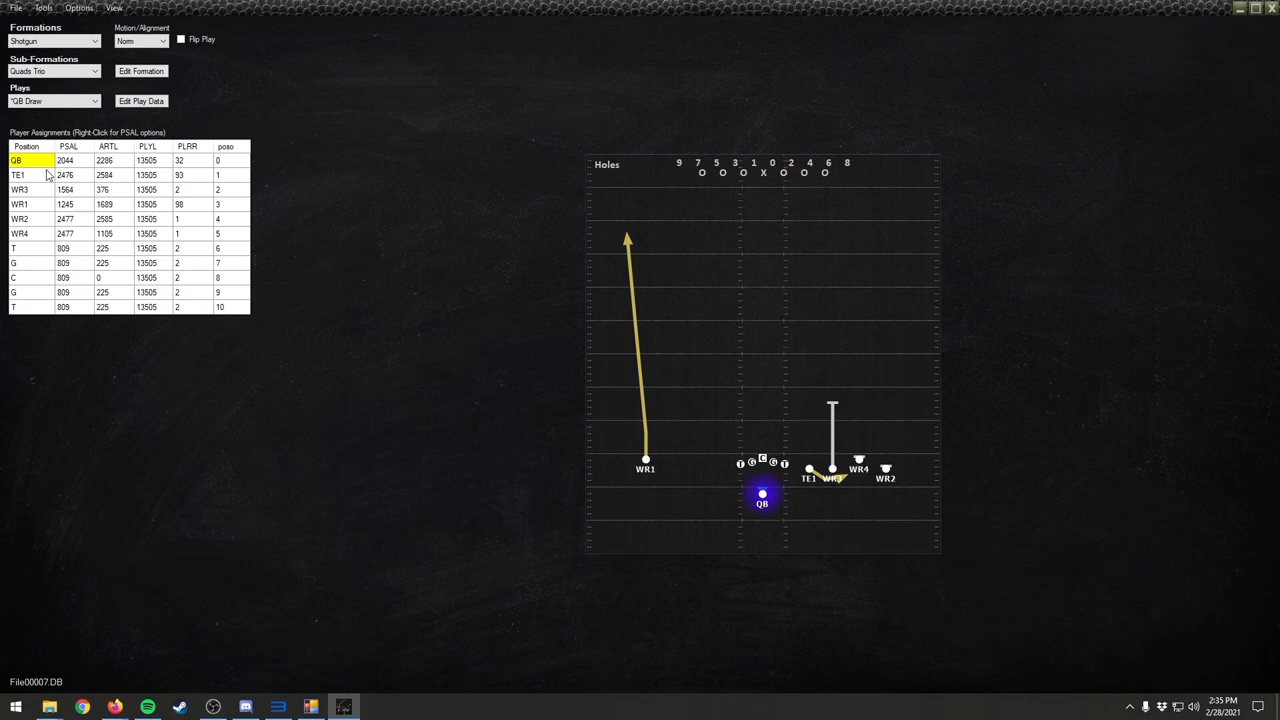 File Tools Options View
Formations Motion/Alignment
Shotgun Norm Flip Play
Sub-Formations
Quads Trio Edit Formation
Plays
*QB Draw Edit Play Data
Player Assignments (Right-Click for PSAL options)
Position PSAL ARTL PLYL PLRR poso
QB 2044 2286 13505 32 0
TE1 2476 2584 13505 93 1
WR3 1564 376 13505 2 2
WR1 1245 1689 13505 98 3
WR2 2477 2585 13505 1 4
WR4 2477 1105 13505 1 5
T 809 225 13505 2 6
G 809 225 13505 2 7
C 809 0 13505 2 8
G 809 225 13505 2 9
T 809 225 13505 2 10
Holes 9 7 5 3 1 0 2 4 6 8
O O O X O O O
T G C G T
WR1 TE1 WR3 WR4 WR2
QB
File00007.DB
2:35 PM
2/28/2021